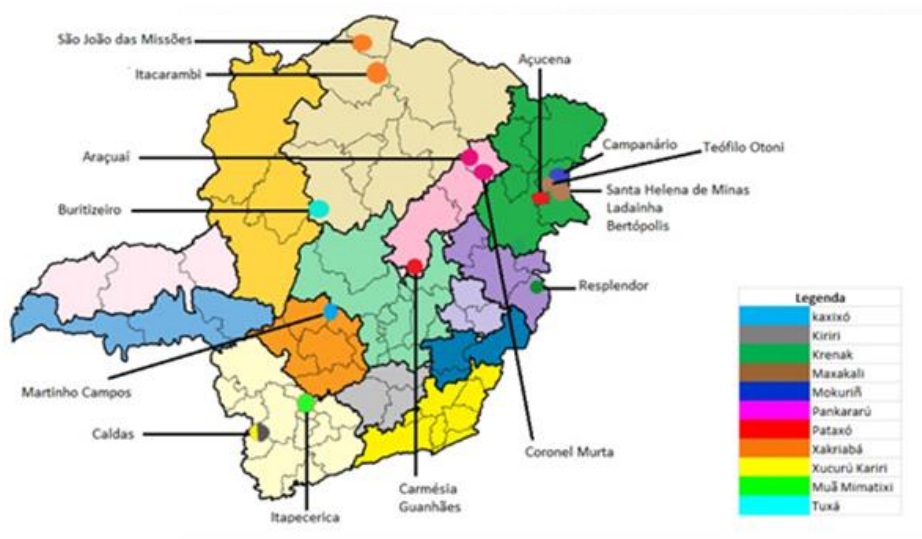 São João das Missões
Itacarambi
Araçuaí
Buritizeiro
Martinho Campos
Caldas
Itapecerica
Carmésia
Guanhães
Coronel Murta
Resplendor
Santa Helena de Minas
Ladainha
Bertópolis
Teófilo Otoni
Campanário
Açucena
Legenda
kaxixó
Kiriri
Krenak
Maxakali
Mokuriñ
Pankararú
Pataxó
Xakriabá
Xucurú Kariri
Muã Mimatixi
Tuxá